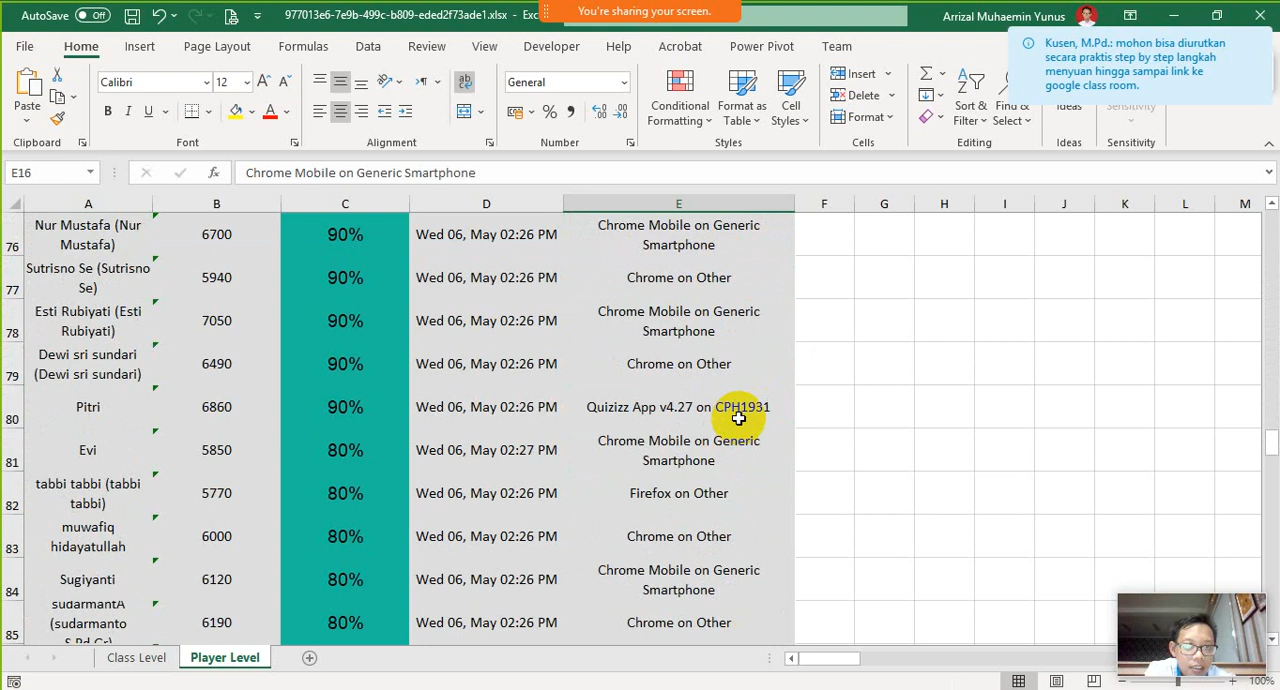 AutoSave Off 977013e6-7e9b-499c-b809-eded2f73ade1.xlsx - Exc You're sharing your screen. Arrizal Muhaemin Yunus
File Home Insert Page Layout Formulas Data Review View Developer Help Acrobat Power Pivot Team
Kusen, M.Pd.: mohon bisa diurutkan
secara praktis step by step langkah
menyuan hingga sampai link ke
google class room.
Paste Calibri 12 General Conditional Formatting Format as Table Cell Styles Insert Delete Format Sort & Filter Find & Select Ideas Sensitivity
B I U A ab c
Clipboard Font Alignment Number Styles Cells Editing Ideas Sensitivity
E16 fx Chrome Mobile on Generic Smartphone
A B C D E F G H I J K L M
76 Nur Mustafa (Nur Mustafa) 6700 90% Wed 06, May 02:26 PM Chrome Mobile on Generic Smartphone
77 Sutrisno Se (Sutrisno Se) 5940 90% Wed 06, May 02:26 PM Chrome on Other
78 Esti Rubiyati (Esti Rubiyati) 7050 90% Wed 06, May 02:26 PM Chrome Mobile on Generic Smartphone
79 Dewi sri sundari (Dewi sri sundari) 6490 90% Wed 06, May 02:26 PM Chrome on Other
80 Pitri 6860 90% Wed 06, May 02:26 PM Quizizz App v4.27 on CPH1931
81 Evi 5850 80% Wed 06, May 02:27 PM Chrome Mobile on Generic Smartphone
82 tabbi tabbi (tabbi tabbi) 5770 80% Wed 06, May 02:26 PM Firefox on Other
83 muwafiq hidayatullah 6000 80% Wed 06, May 02:26 PM Chrome on Other
84 Sugiyanti 6120 80% Wed 06, May 02:26 PM Chrome Mobile on Generic Smartphone
85 sudarmantA (sudarmanto S.Pd.Gr) 6190 80% Wed 06, May 02:26 PM Chrome on Other
Class Level Player Level
100%